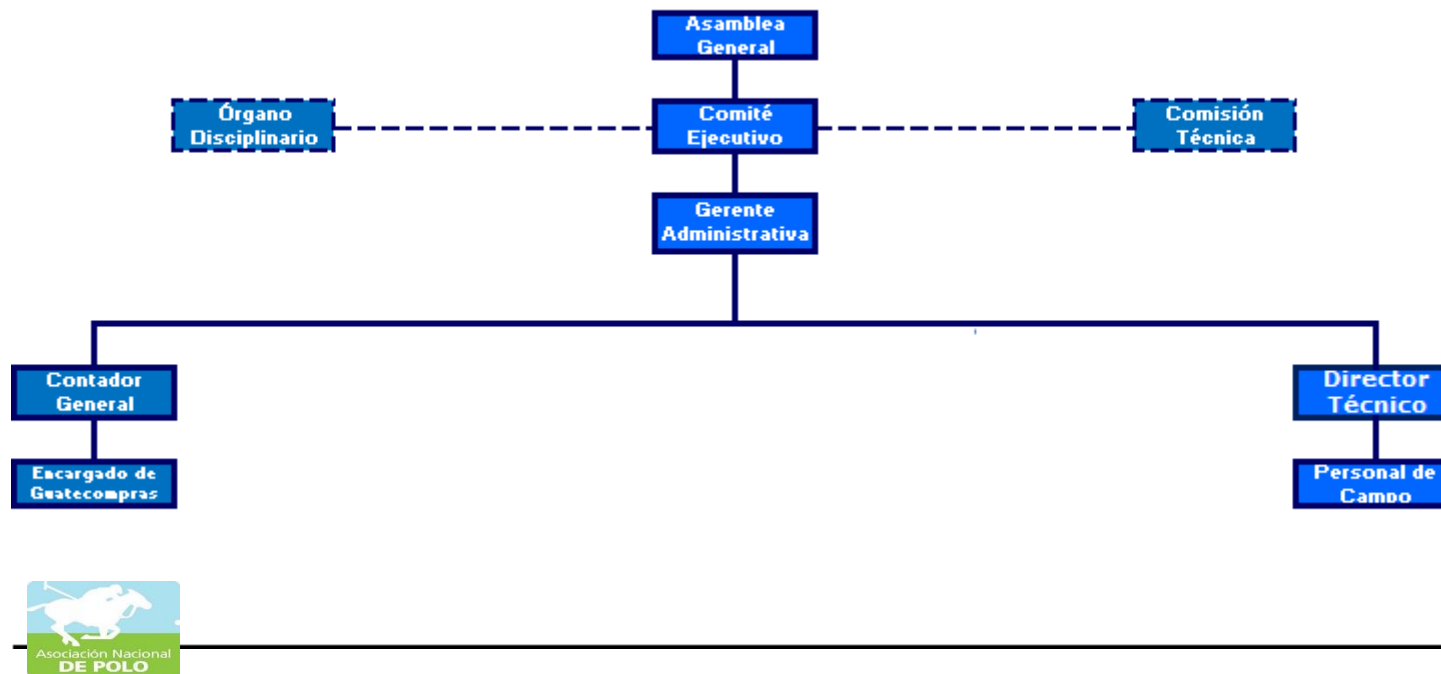 Asamblea
General
Órgano
Disciplinario
Comité
Ejecutivo
Comisión
Técnica
Gerente
Administrativa
Contador
General
Director
Técnico
Encargado de
Guatecompras
Personal de
Campo
Asociación Nacional
DE POLO